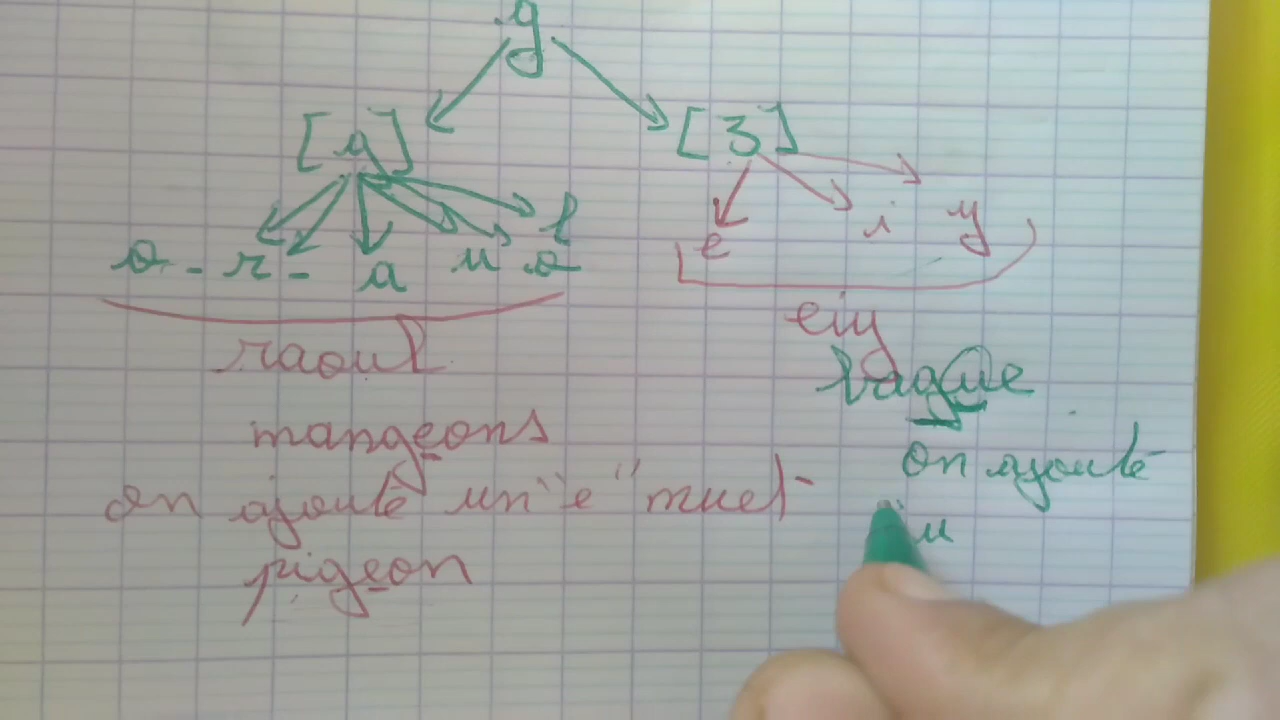 g
[g] [ʒ]
o - r - a u o l
e i y
raoul
eiy
vague
mangeons
on ajoute
on ajoute un "e" muet
u
pigeon